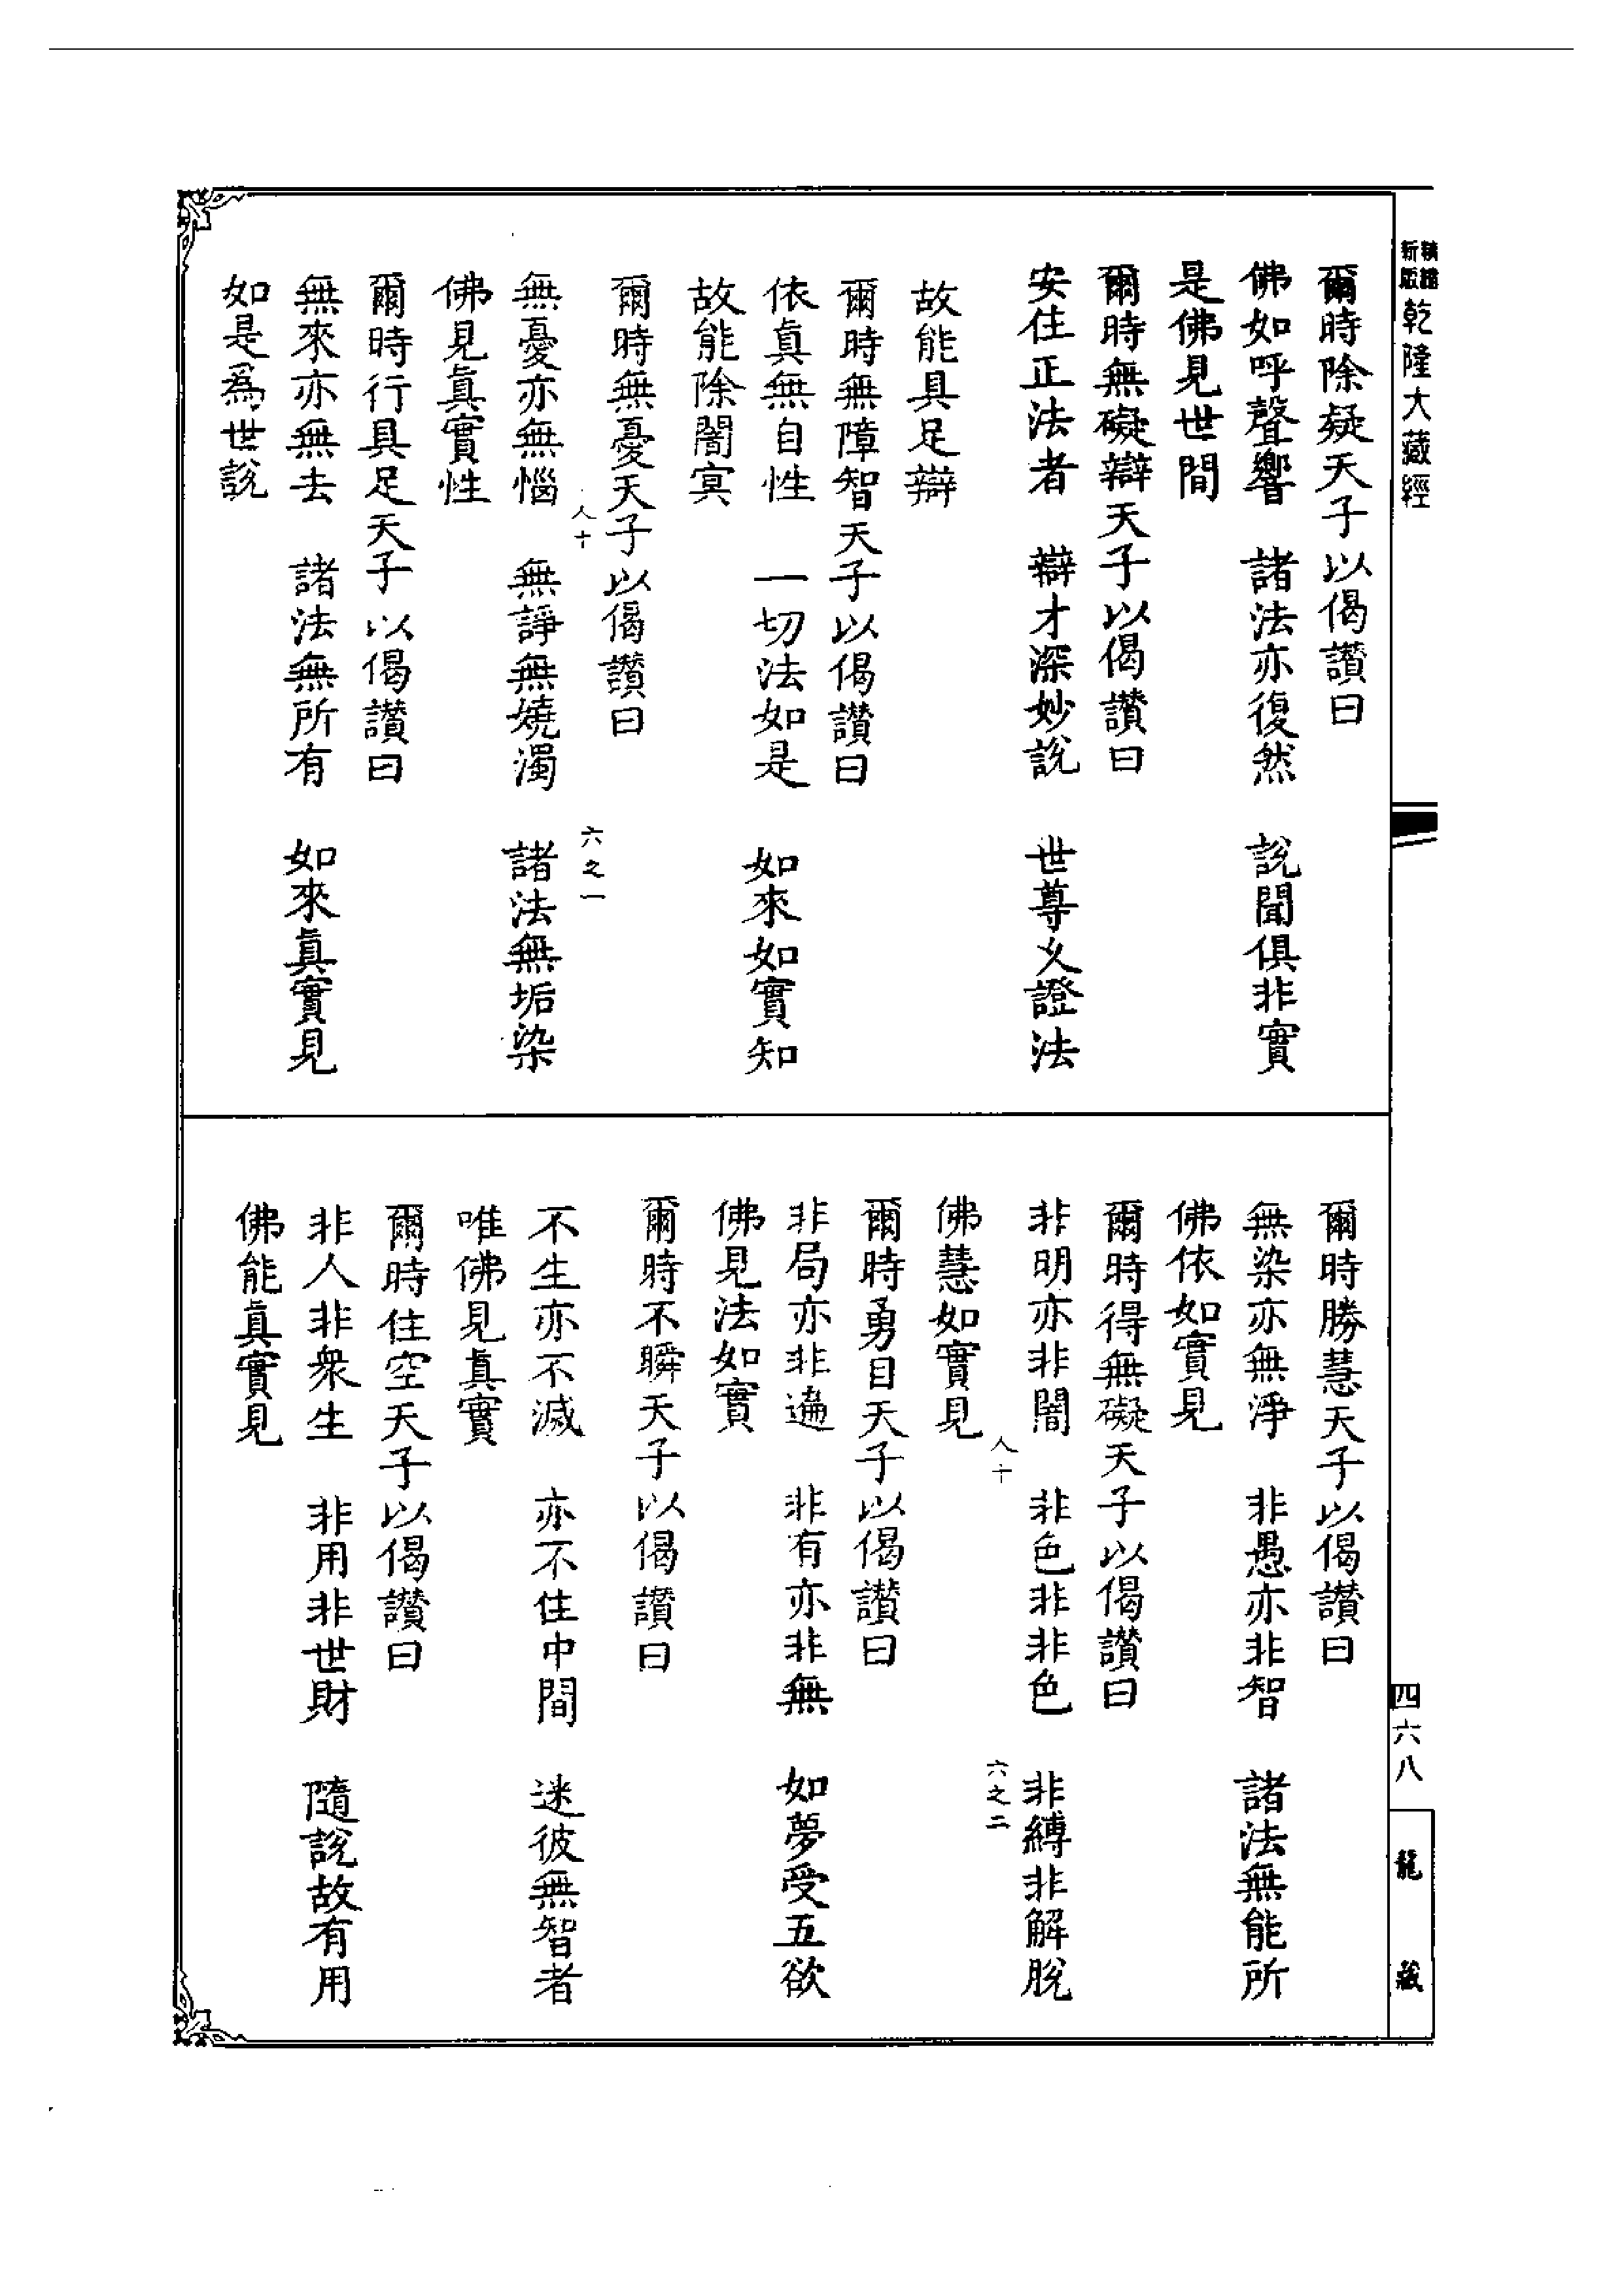 新版
乾隆大藏經
四六八
龍藏
爾時除疑天子以偈讚曰
佛如呼聲響　諸法亦復然　說聞俱非實
是佛見世間
爾時無礙辯天子以偈讚曰
安住正法者　辯才深妙說　世尊乆證法
故能具足辯
爾時無障智天子以偈讚曰
依眞無自性　一切法如是　如來如實知
故能除闇㝠
爾時無憂天子以偈讚曰
人十　六之一
無憂亦無惱　無諍無嬈濁　諸法無垢染
佛見眞實性
爾時行具足天子以偈讚曰
無來亦無去　諸法無所有　如來眞實見
如是爲世說
爾時勝慧天子以偈讚曰
無染亦無淨　非愚亦非智　諸法無能所
佛依如實見
爾時得無礙天子以偈讚曰
非明亦非闇　非色非非色　非縛非解脫
人十　六之二
佛慧如實見
爾時勇目天子以偈讚曰
非局亦非遍　非有亦非無　如夢受五欲
佛見法如實
爾時不瞬天子以偈讚曰
不生亦不滅　亦不住中間　迷彼無智者
唯佛見眞實
爾時住空天子以偈讚曰
非人非衆生　非用非世財　隨說故有用
佛能眞實見